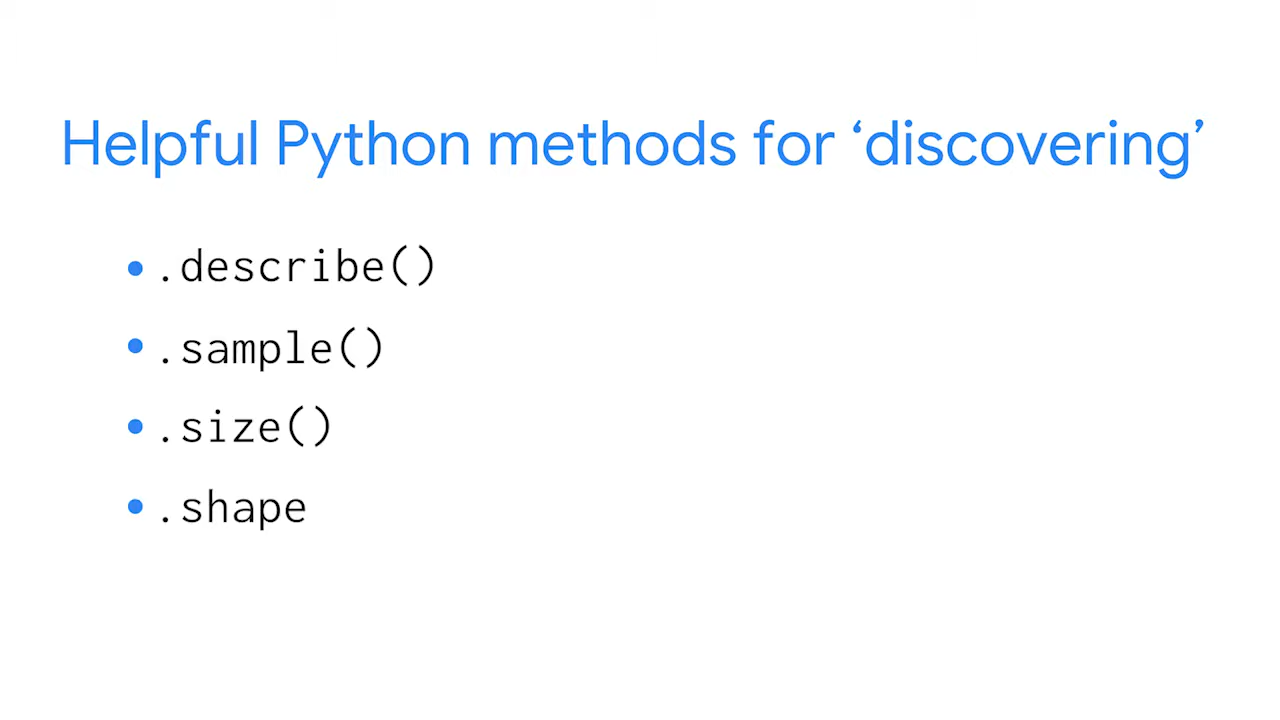 Helpful Python methods for ‘discovering’
• .describe()
• .sample()
• .size()
• .shape